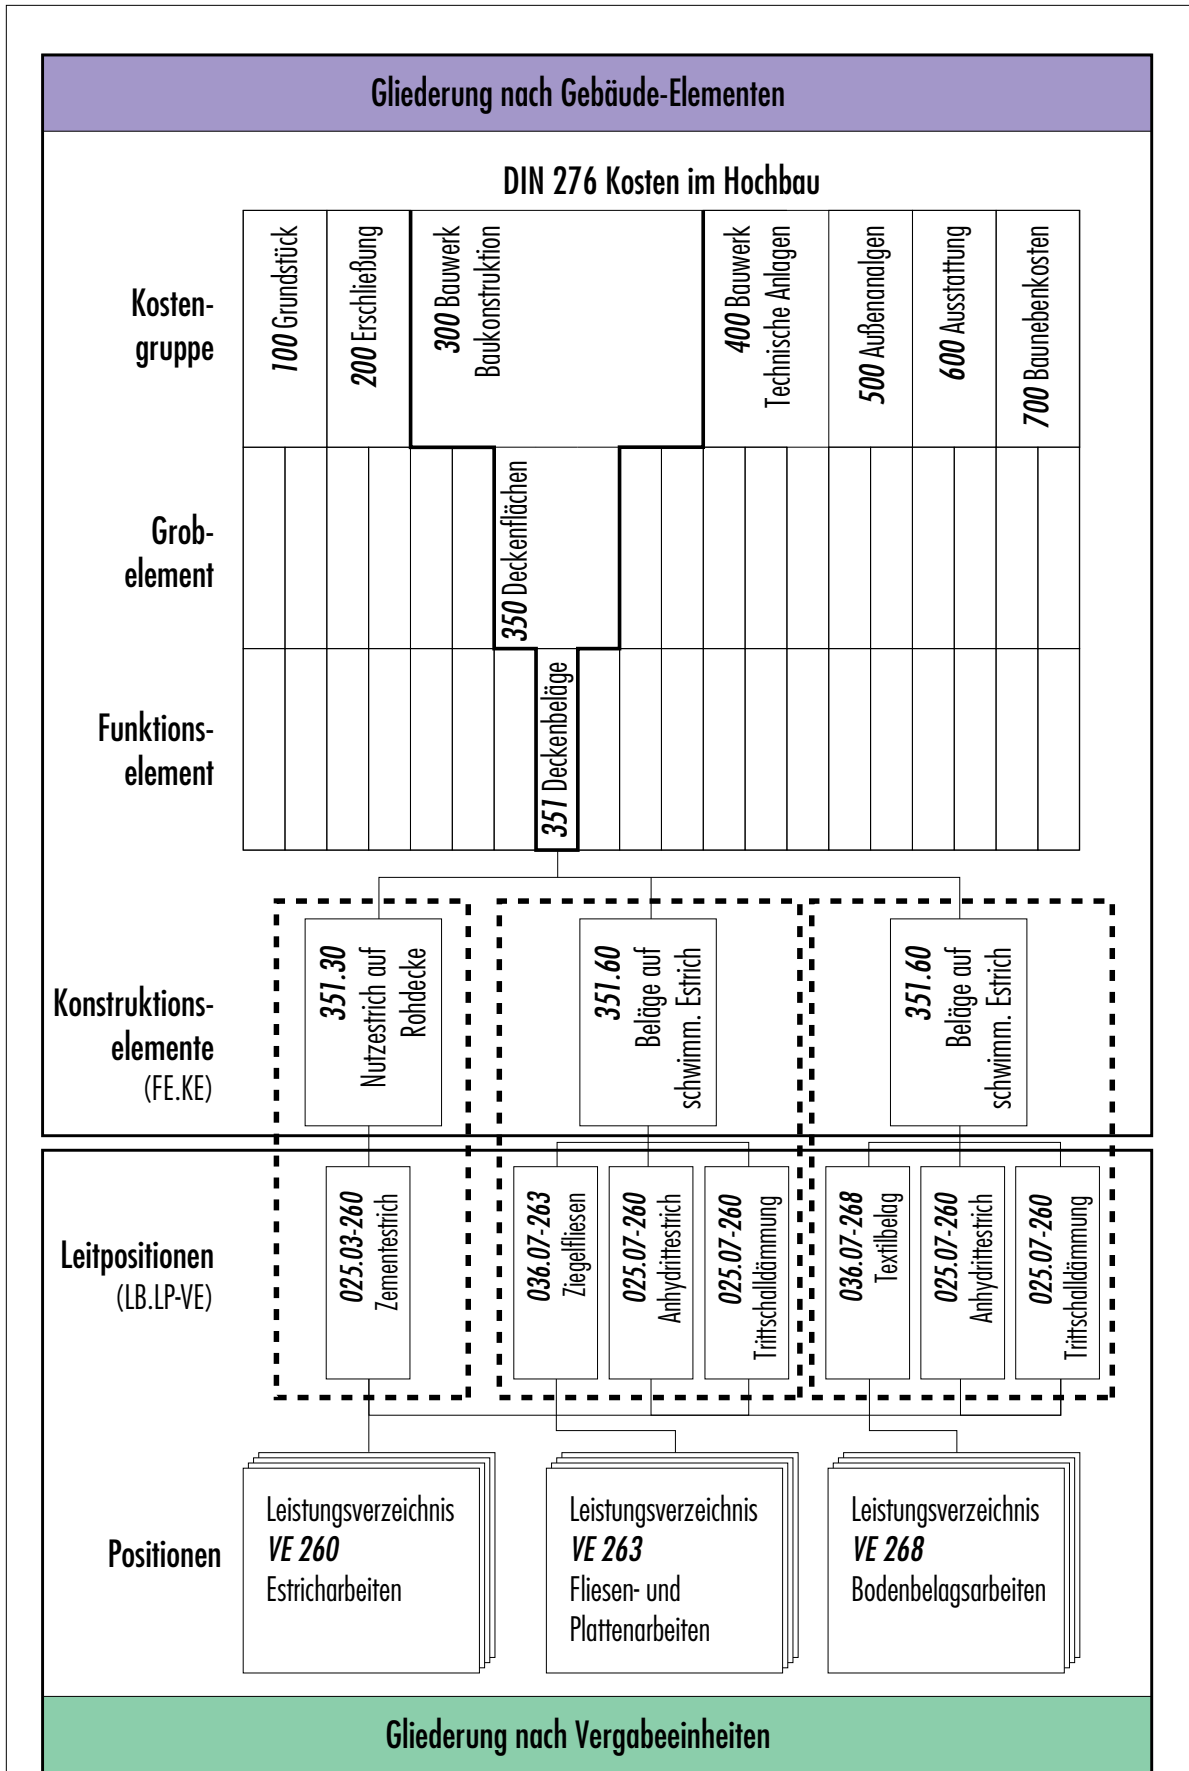 Gliederung nach Gebäude-Elementen
DIN 276 Kosten im Hochbau
Kosten-
gruppe
100 Grundstück
200 Erschließung
300 Bauwerk
Baukonstruktion
400 Bauwerk
Technische Anlagen
500 Außenanalgen
600 Ausstattung
700 Baunebenkosten
Grob-
element
350 Deckenflächen
Funktions-
element
351 Deckenbeläge
Konstruktions-
elemente
(FE.KE)
351.30
Nutzestrich auf
Rohdecke
351.60
Beläge auf
schwimm. Estrich
351.60
Beläge auf
schwimm. Estrich
Leitpositionen
(LB.LP-VE)
025.03-260
Zementestrich
036.07-263
Ziegelfliesen
025.07-260
Anhydrittestrich
025.07-260
Trittschalldämmung
036.07-268
Textilbelag
025.07-260
Anhydrittestrich
025.07-260
Trittschalldämmung
Positionen
Leistungsverzeichnis
VE 260
Estricharbeiten
Leistungsverzeichnis
VE 263
Fliesen- und
Plattenarbeiten
Leistungsverzeichnis
VE 268
Bodenbelagsarbeiten
Gliederung nach Vergabeeinheiten